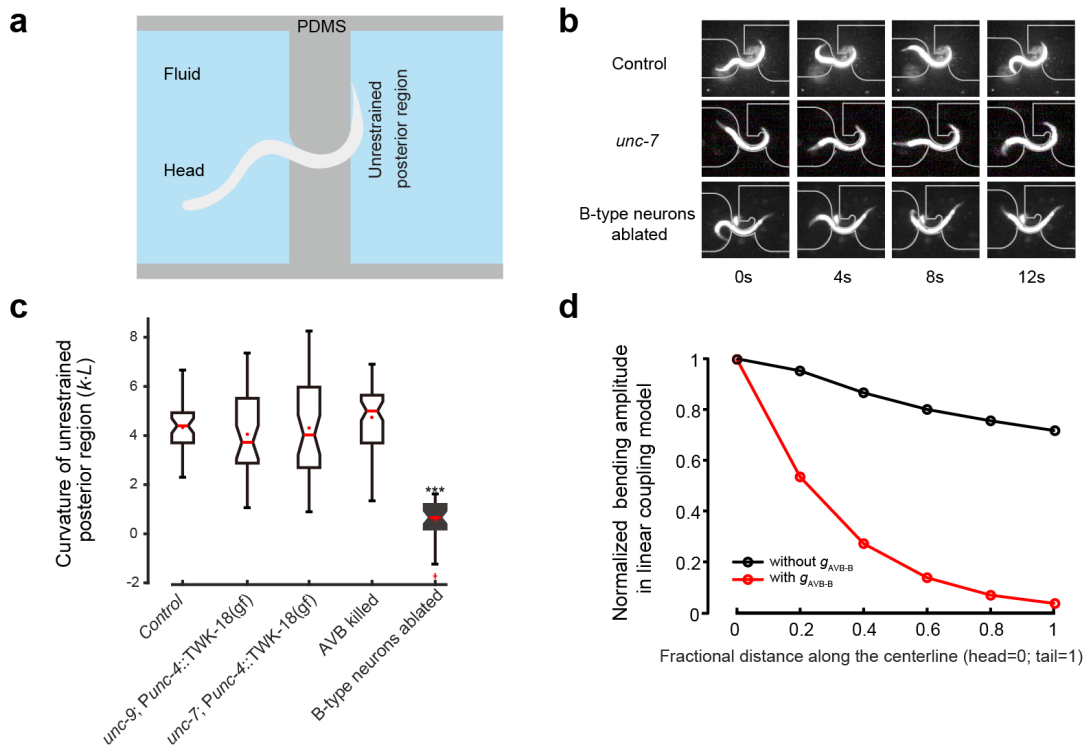 a
PDMS
Fluid
Head
Unrestrained
posterior region
b
Control
unc-7
B-type neurons
ablated
0s
4s
8s
12s
c
Curvature of unrestrained
posterior region (k·L)
8
6
4
2
0
-2
***
Control
unc-9; Punc-4::TWK-18(gf)
unc-7; Punc-4::TWK-18(gf)
AVB killed
B-type neurons ablated
d
Normalized bending amplitude
in linear coupling model
1
0.8
0.6
0.4
0.2
0
without gAVB-B
with gAVB-B
0
0.2
0.4
0.6
0.8
1
Fractional distance along the centerline (head=0; tail=1)